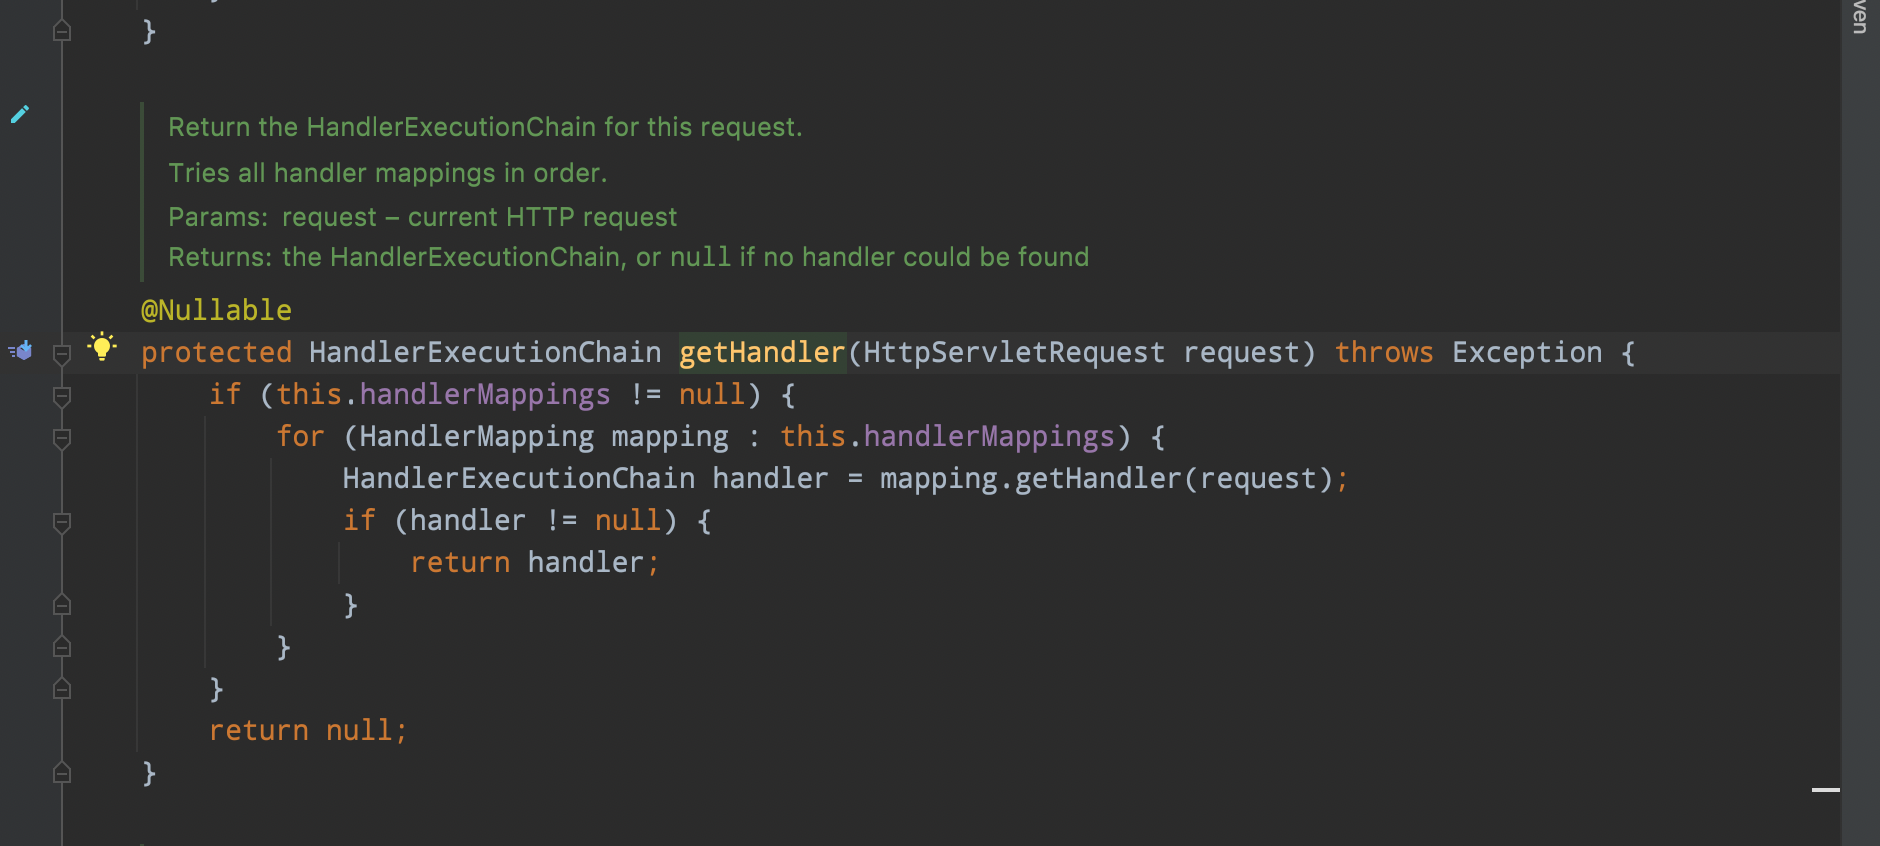 }
ven
Return the HandlerExecutionChain for this request.
Tries all handler mappings in order.
Params: request – current HTTP request
Returns: the HandlerExecutionChain, or null if no handler could be found
@Nullable
protected HandlerExecutionChain getHandler(HttpServletRequest request) throws Exception {
if (this.handlerMappings != null) {
for (HandlerMapping mapping : this.handlerMappings) {
HandlerExecutionChain handler = mapping.getHandler(request);
if (handler != null) {
return handler;
}
}
}
return null;
}